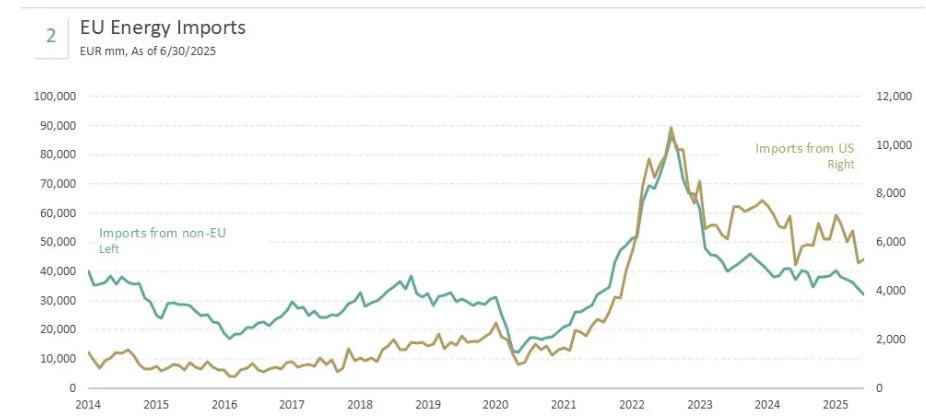 2
EU Energy Imports
EUR mm, As of 6/30/2025
100,000
12,000
90,000
10,000
80,000
Imports from US
Right
70,000
8,000
60,000
Imports from non-EU
Left
50,000
6,000
40,000
4,000
30,000
20,000
2,000
10,000
0
0
2014 2015 2016 2017 2018 2019 2020 2021 2022 2023 2024 2025